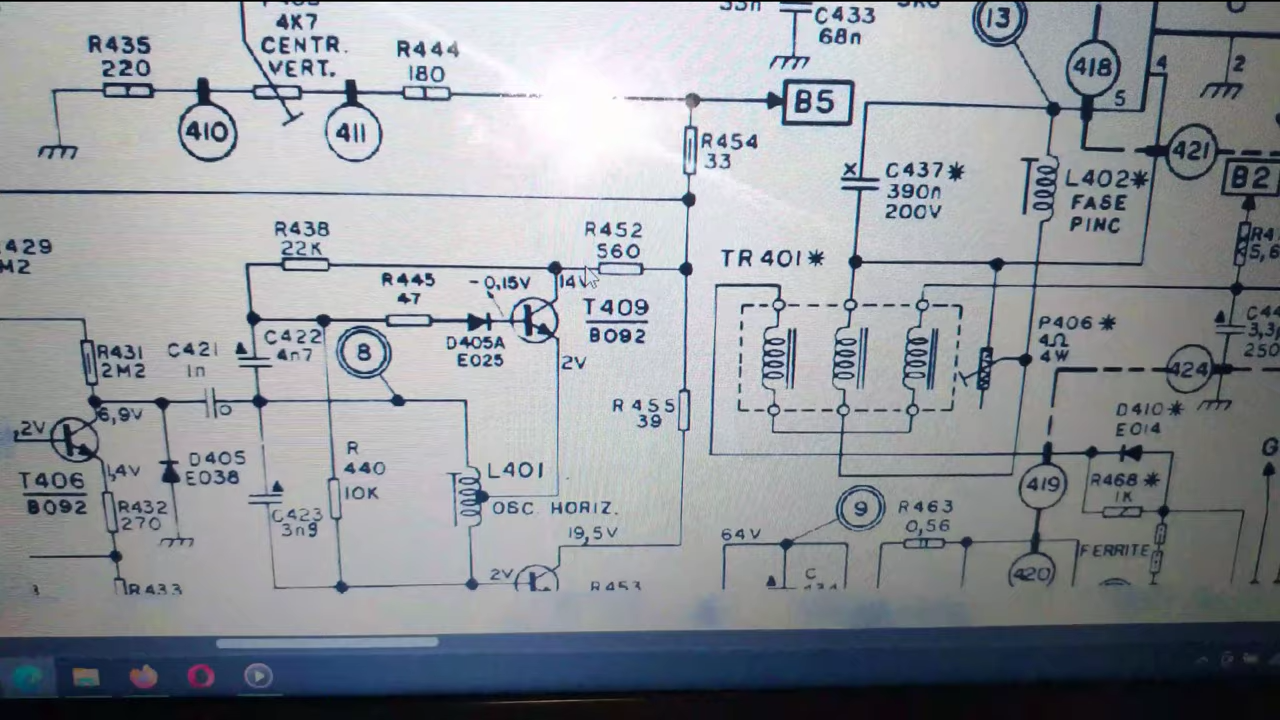 4K7
CENTR.
VERT.
R435
220
R444
180
410
411
B5
R454
33
C433
68n
13
418
5
4
2
421
B2
C437*
390n
200V
L402*
FASE
PINC
R438
22K
R452
560
14V
R445
47
-0,15V
T409
B092
D405A
E025
2V
TR401*
P406*
4Ω
4W
424
R431
2M2
C421
1n
C422
4n7
8
R455
39
6,9V
2V
T406
B092
1,4V
R432
270
D405
E038
C423
3n9
R
440
10K
L401
OSC HORIZ.
19,5V
2V
R453
R433
D410*
E014
R468*
1K
419
9
R463
0,56
64V
FERRITE
420
C
G